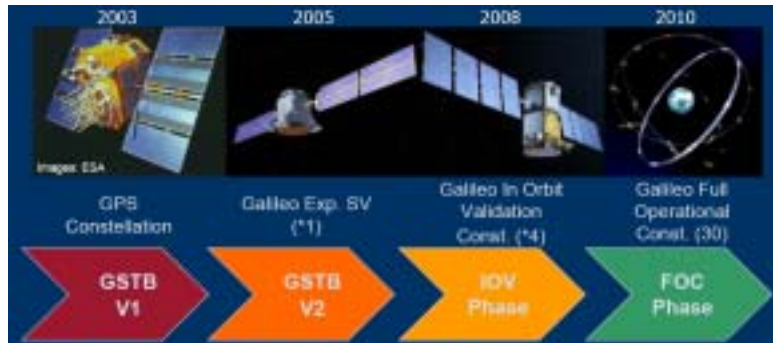 2003
2005
2008
2010
Images: ESA
GPS
Constellation
Galileo Exp. SV
(*1)
Galileo In Orbit
Validation
Const. (*4)
Galileo Full
Operational
Const. (30)
GSTB
V1
GSTB
V2
IOV
Phase
FOC
Phase